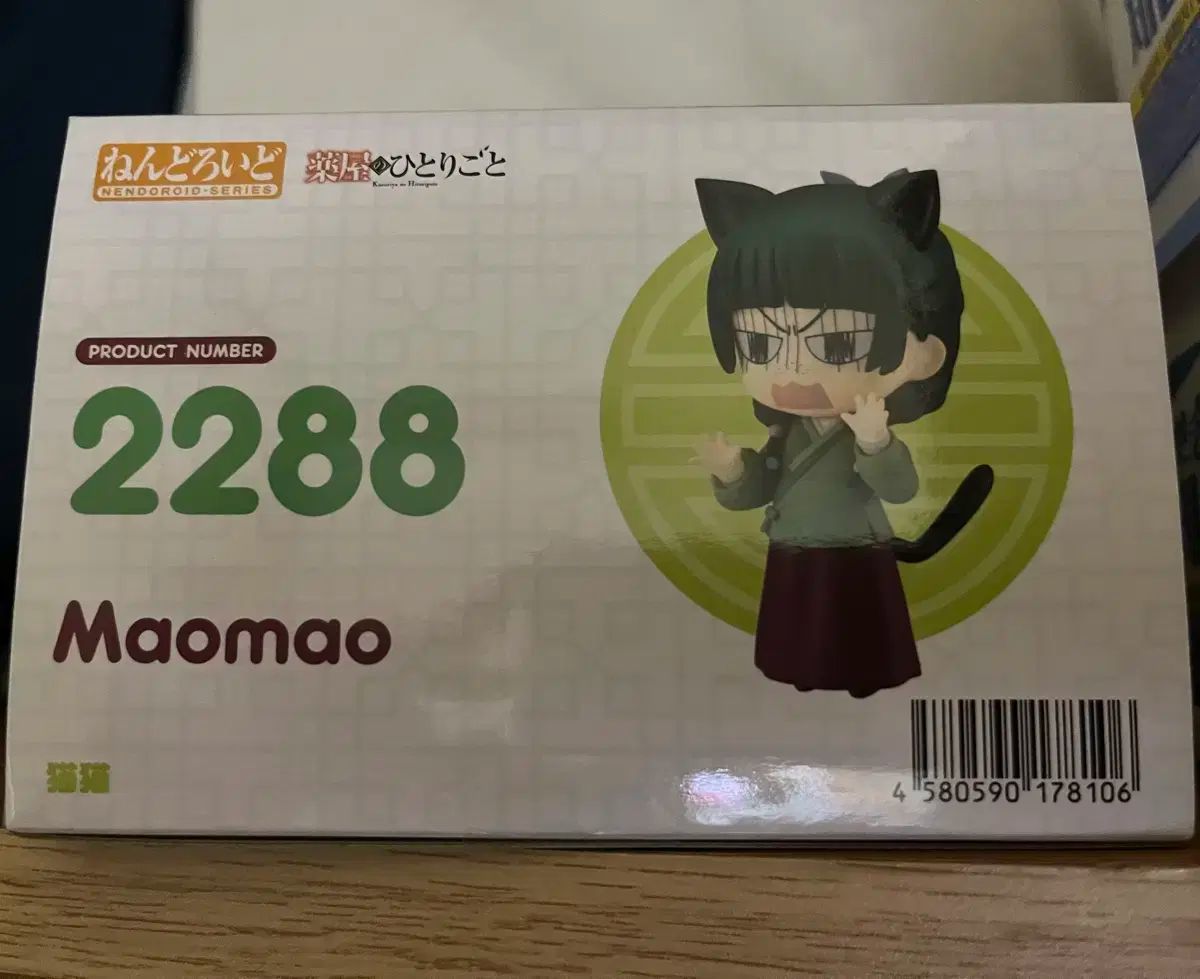 ねんどろいど
NENDOROID-SERIES
薬屋のひとりごと
Kusuriya no Hitorigoto
PRODUCT NUMBER
2288
Maomao
猫猫
4 580590 178106